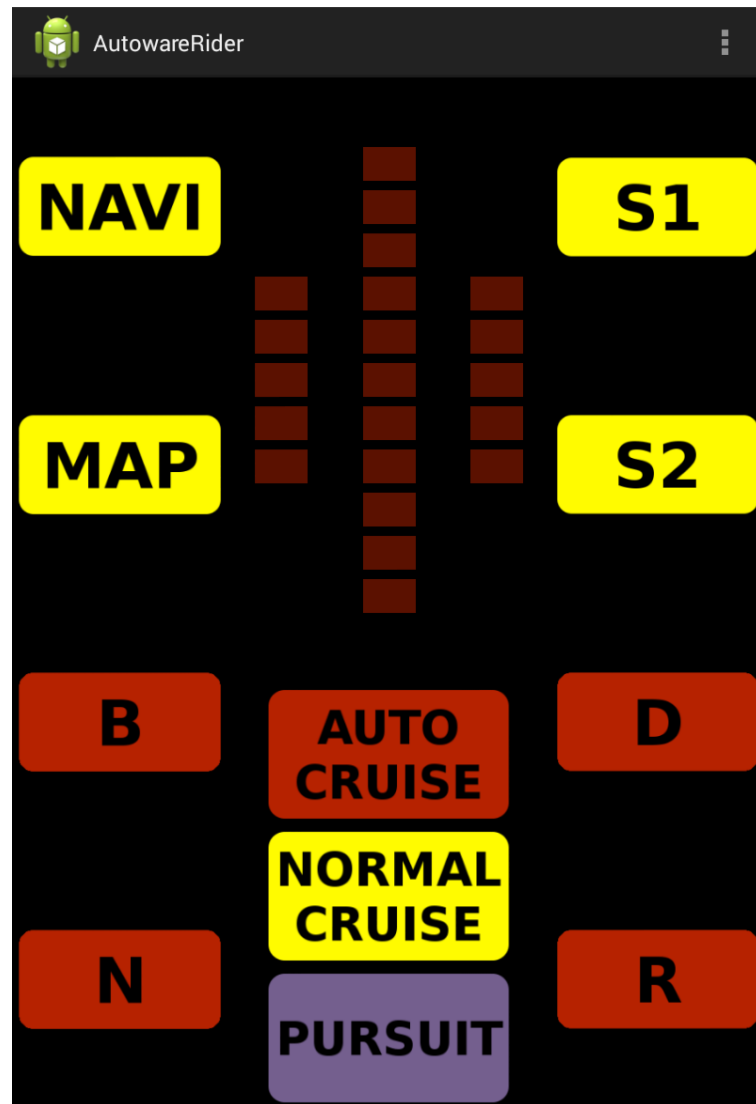 AutowareRider
NAVI
S1
MAP
S2
B
AUTO
CRUISE
D
NORMAL
CRUISE
N
R
PURSUIT